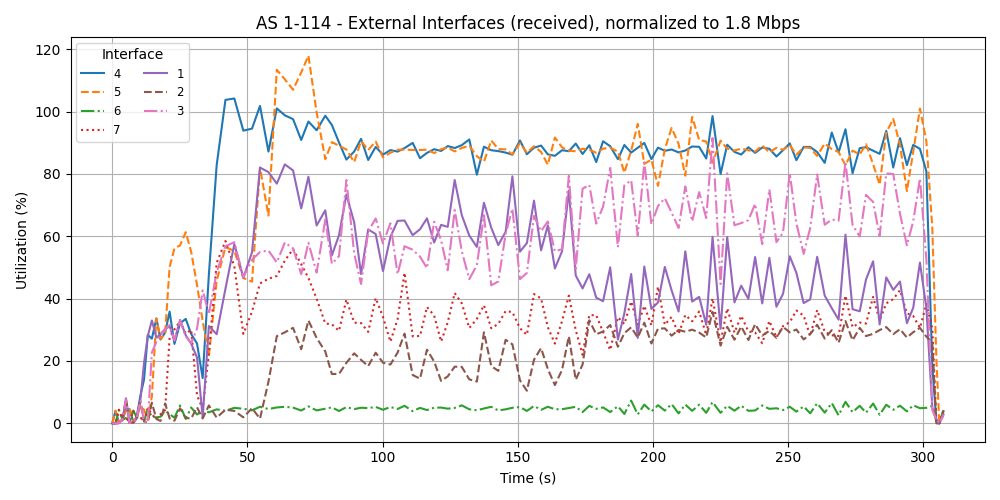 AS 1-114 - External Interfaces (received), normalized to 1.8 Mbps
Interface
4
5
6
7
1
2
3
Utilization (%)
120
100
80
60
40
20
0
0 50 100 150 200 250 300
Time (s)